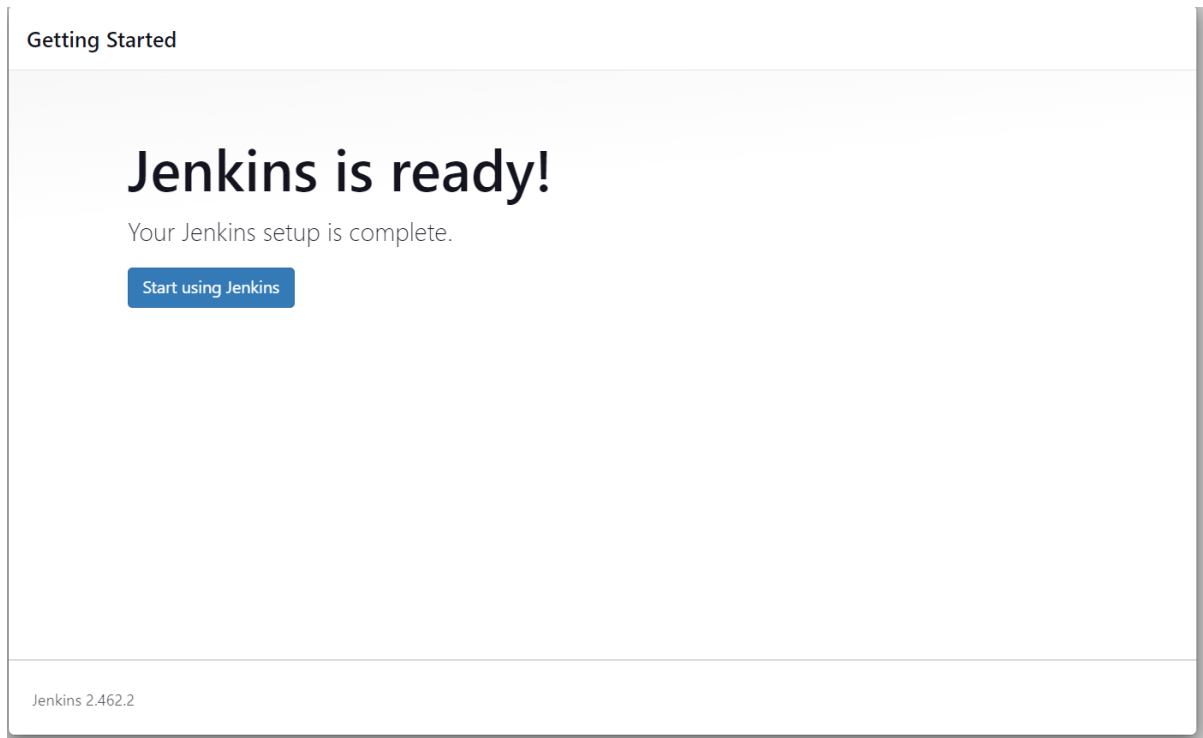 Getting Started
Jenkins is ready!
Your Jenkins setup is complete.
Start using Jenkins
Jenkins 2.462.2